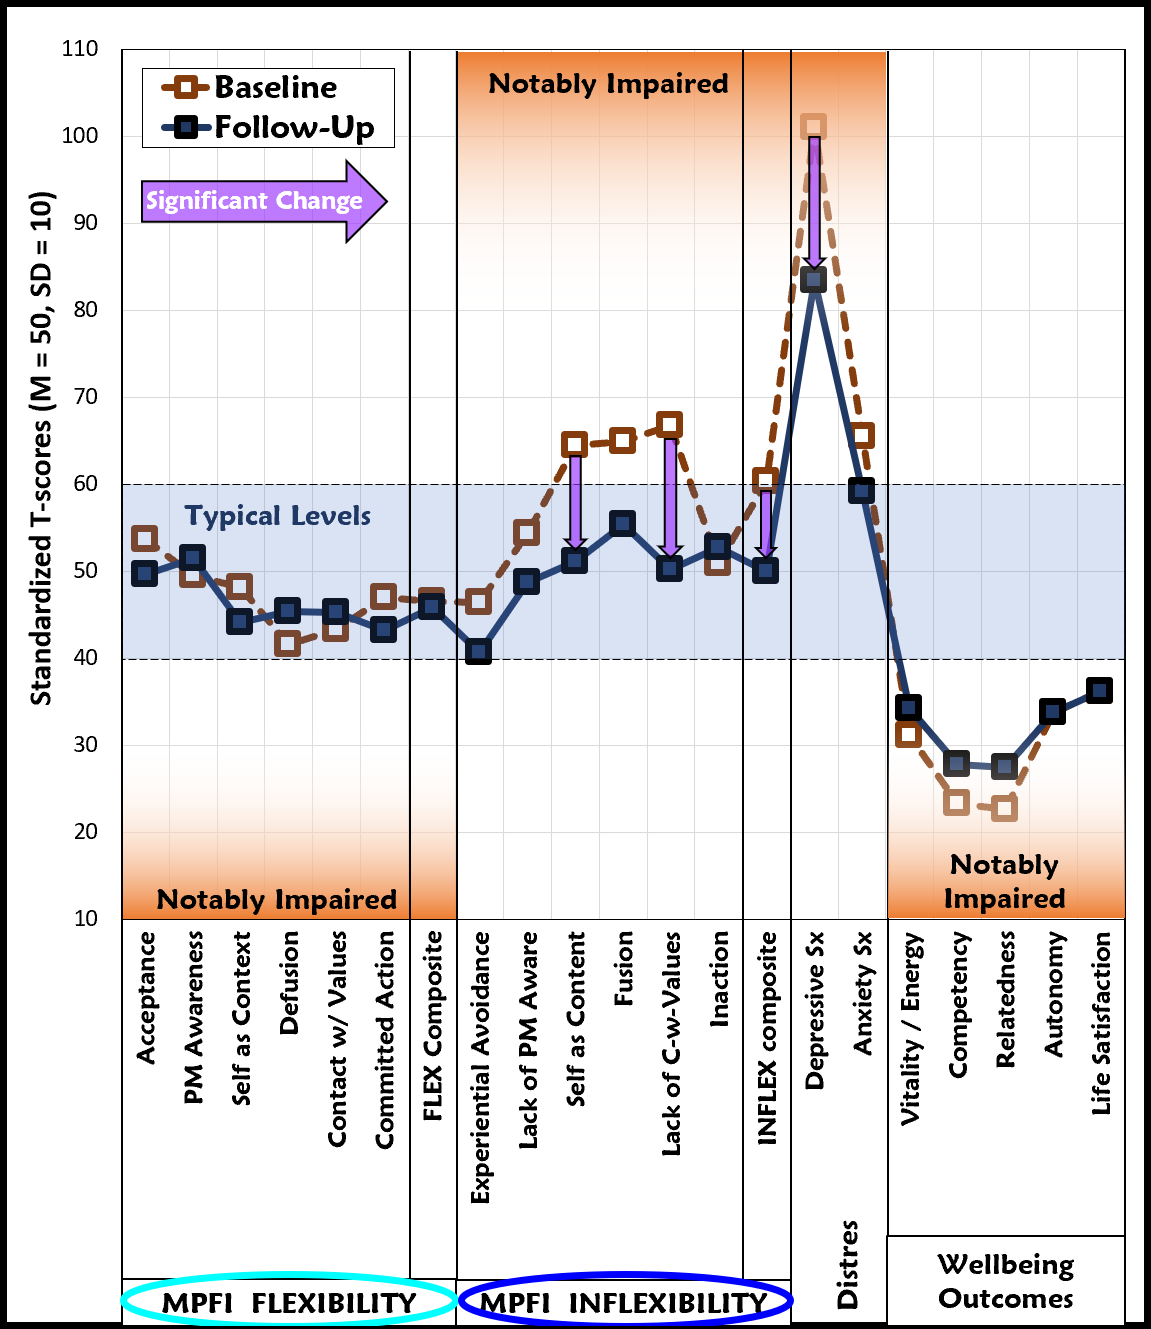 Standardized T-scores (M = 50, SD = 10)
110
100
90
80
70
60
50
40
30
20
10
Baseline
Follow-Up
Significant Change
Notably Impaired
Typical Levels
Notably Impaired
Notably
Impaired
Acceptance
PM Awareness
Self as Context
Defusion
Contact w/ Values
Committed Action
FLEX Composite
Experiential Avoidance
Lack of PM Aware
Self as Content
Fusion
Lack of C-w-Values
Inaction
INFLEX composite
Depressive Sx
Anxiety Sx
Vitality / Energy
Competency
Relatedness
Autonomy
Life Satisfaction
MPFI FLEXIBILITY
MPFI INFLEXIBILITY
Distres
Wellbeing
Outcomes